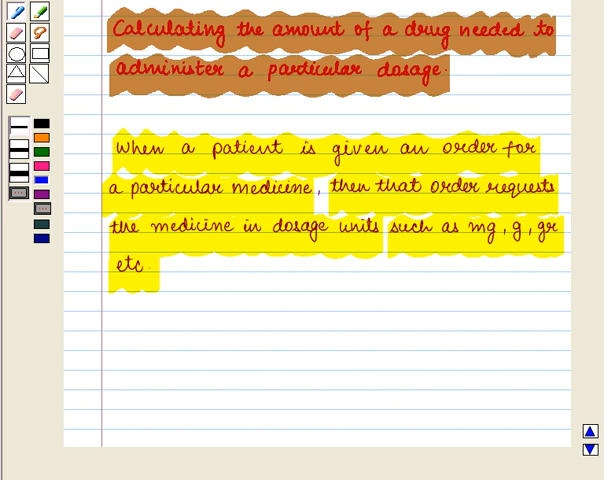 Calculating the amount of a drug needed to
administer a particular dosage.
When a patient is given an order for
a particular medicine, then that order requests
the medicine in dosage units such as mg, g, gr
etc.